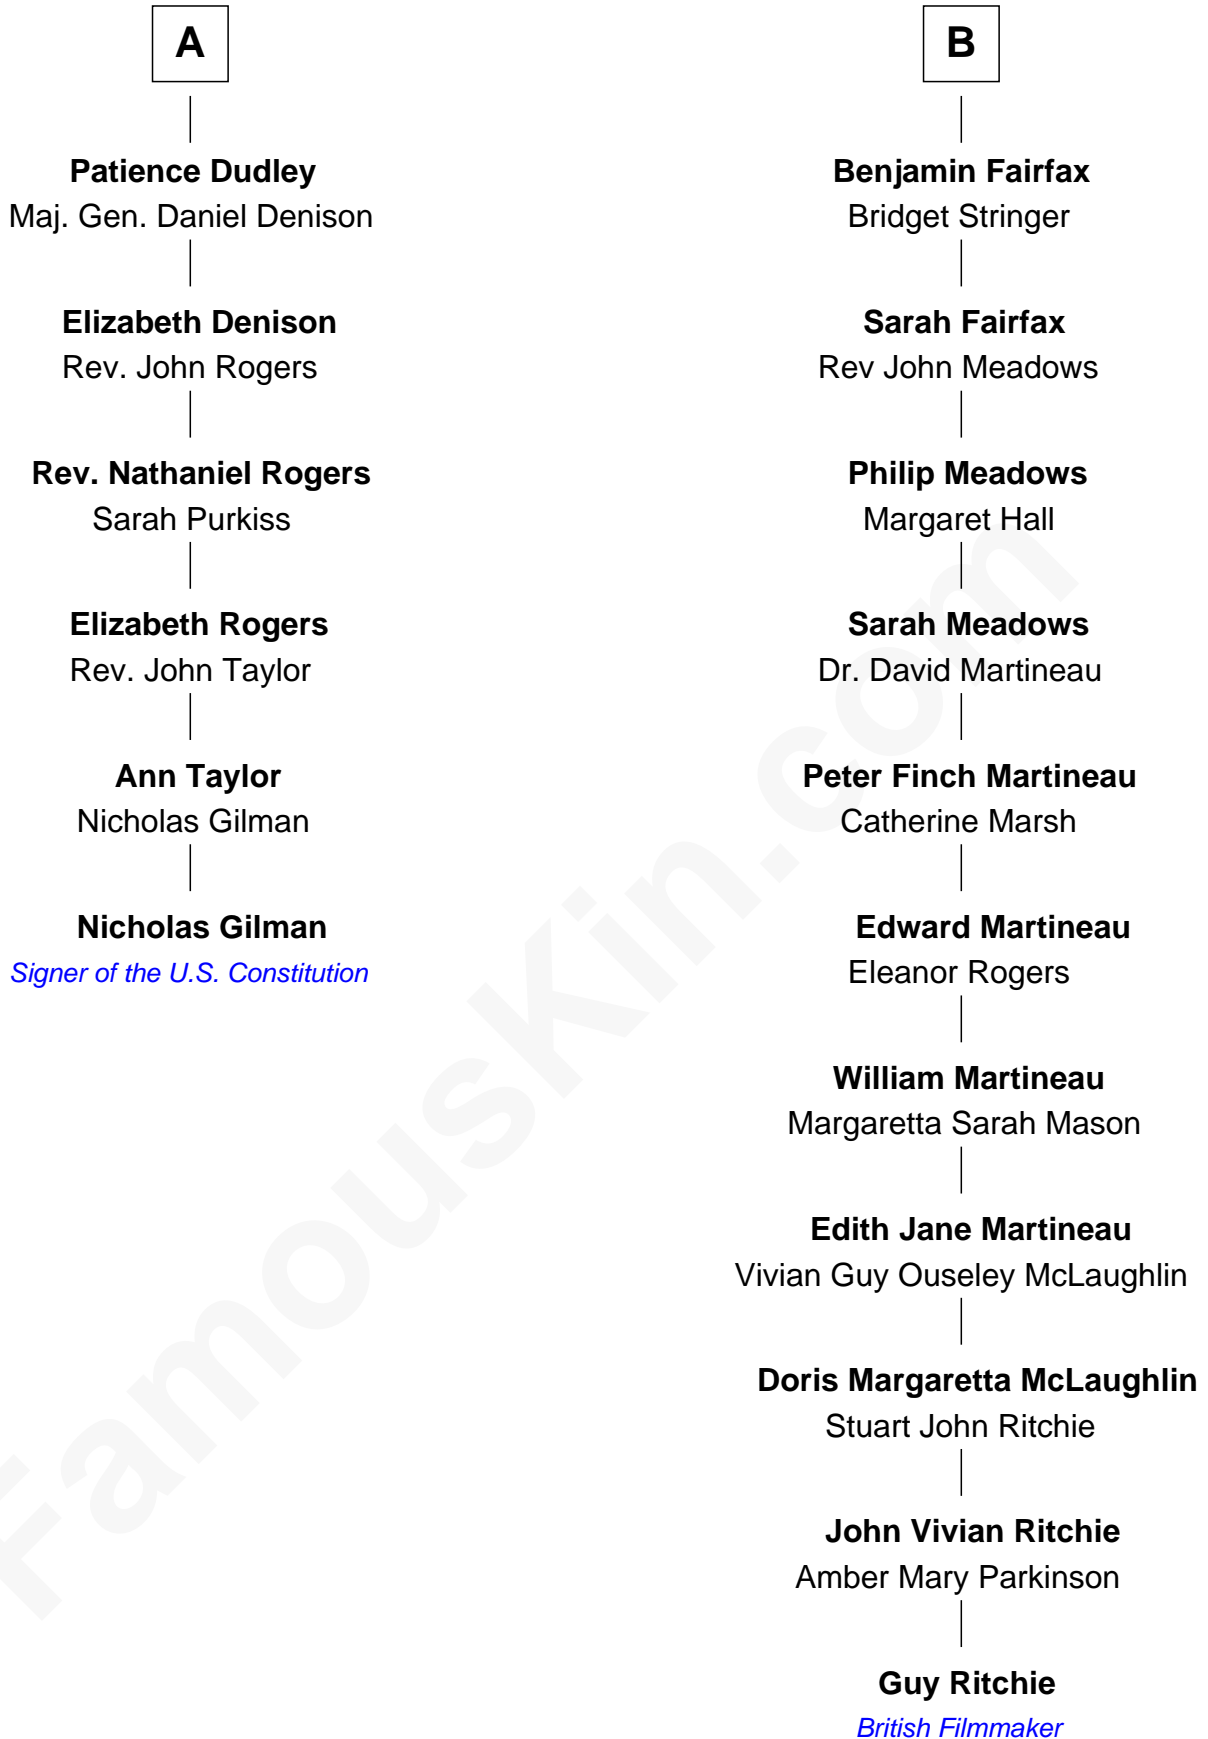 A
Patience Dudley
Maj. Gen. Daniel Denison
Elizabeth Denison
Rev. John Rogers
Rev. Nathaniel Rogers
Sarah Purkiss
Elizabeth Rogers
Rev. John Taylor
Ann Taylor
Nicholas Gilman
Nicholas Gilman
Signer of the U.S. Constitution
B
Benjamin Fairfax
Bridget Stringer
Sarah Fairfax
Rev John Meadows
Philip Meadows
Margaret Hall
Sarah Meadows
Dr. David Martineau
Peter Finch Martineau
Catherine Marsh
Edward Martineau
Eleanor Rogers
William Martineau
Margaretta Sarah Mason
Edith Jane Martineau
Vivian Guy Ouseley McLaughlin
Doris Margaretta McLaughlin
Stuart John Ritchie
John Vivian Ritchie
Amber Mary Parkinson
Guy Ritchie
British Filmmaker
FamousKin.com